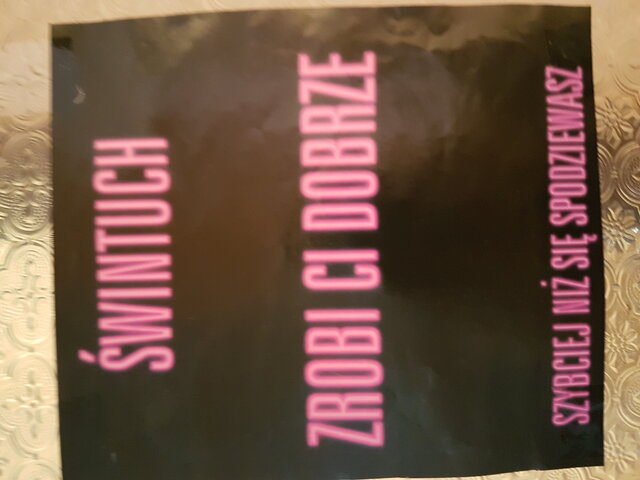 ŚWINTUCH
ZROBI CI DOBRZE
SZYBCIEJ NIŻ SIĘ SPODZIEWASZ